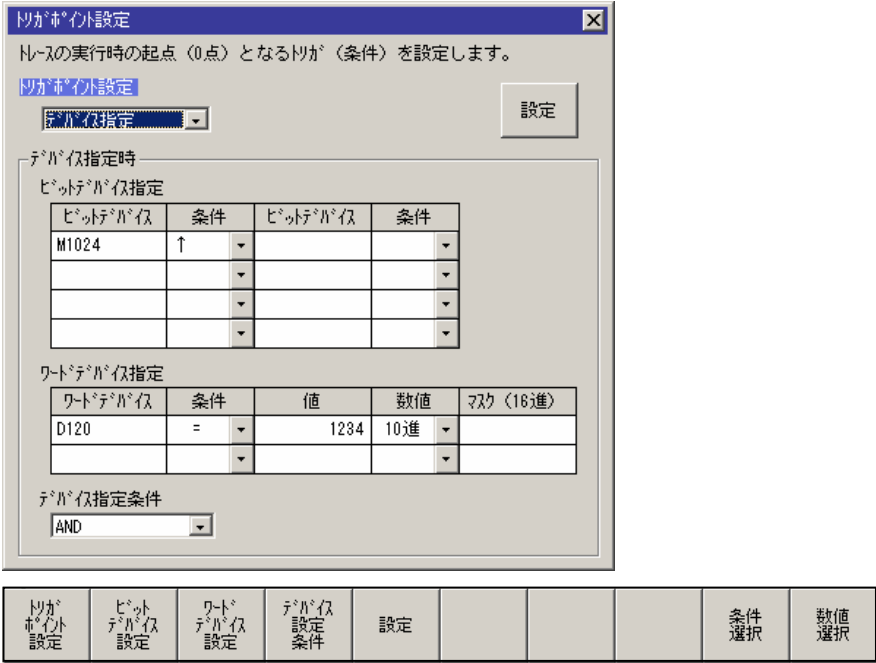 ﾄﾘｶﾞﾎﾟｲﾝﾄ設定
ﾄﾚｰｽの実行時の起点（0点）となるﾄﾘｶﾞ（条件）を設定します。
ﾄﾘｶﾞﾎﾟｲﾝﾄ設定
ﾃﾞﾊﾞｲｽ指定
設定
ﾃﾞﾊﾞｲｽ指定時
ﾋﾞｯﾄﾃﾞﾊﾞｲｽ指定
ﾋﾞｯﾄﾃﾞﾊﾞｲｽ 条件 ﾋﾞｯﾄﾃﾞﾊﾞｲｽ 条件
M1024 ↑
ﾜｰﾄﾞﾃﾞﾊﾞｲｽ指定
ﾜｰﾄﾞﾃﾞﾊﾞｲｽ 条件 値 数値 ﾏｽｸ（16進）
D120 = 1234 10進
ﾃﾞﾊﾞｲｽ指定条件
AND
ﾄﾘｶﾞ
ﾎﾟｲﾝﾄ
設定
ﾋﾞｯﾄ
ﾃﾞﾊﾞｲｽ
設定
ﾜｰﾄﾞ
ﾃﾞﾊﾞｲｽ
設定
ﾃﾞﾊﾞｲｽ
設定
条件
設定
条件
選択
数値
選択